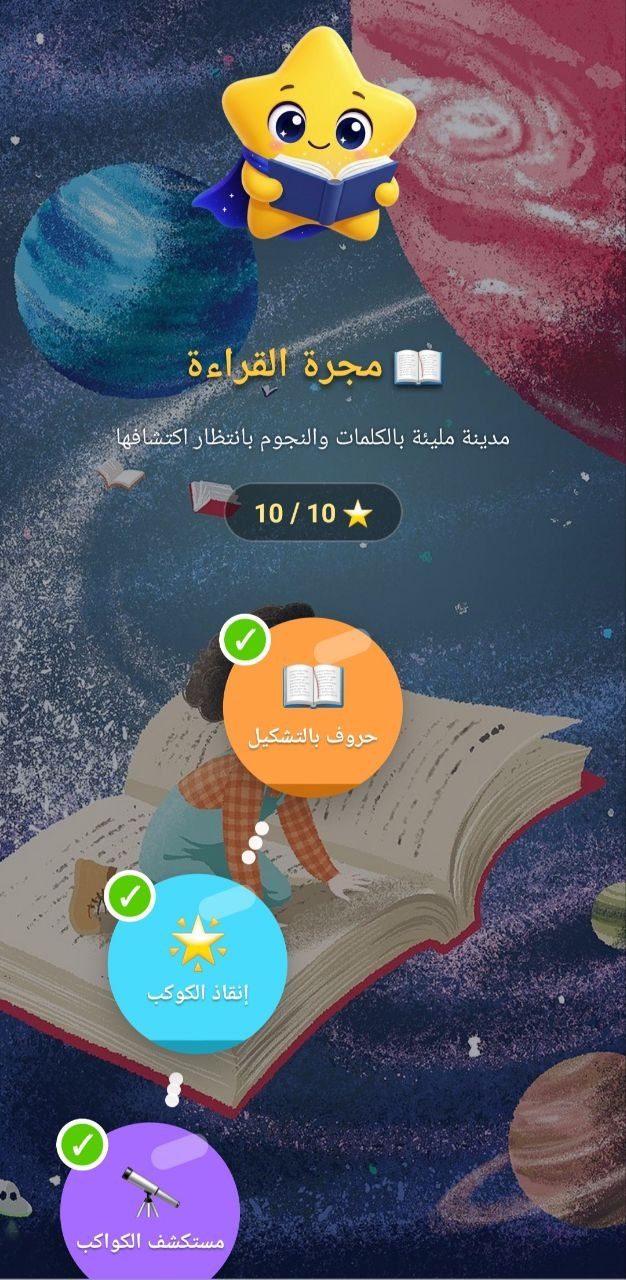 📖 مجرة القراءة
مدينة مليئة بالكلمات والنجوم بانتظار اكتشافها
⭐ 10 / 10
حروف بالتشكيل
إنقاذ الكوكب
مستكشف الكواكب